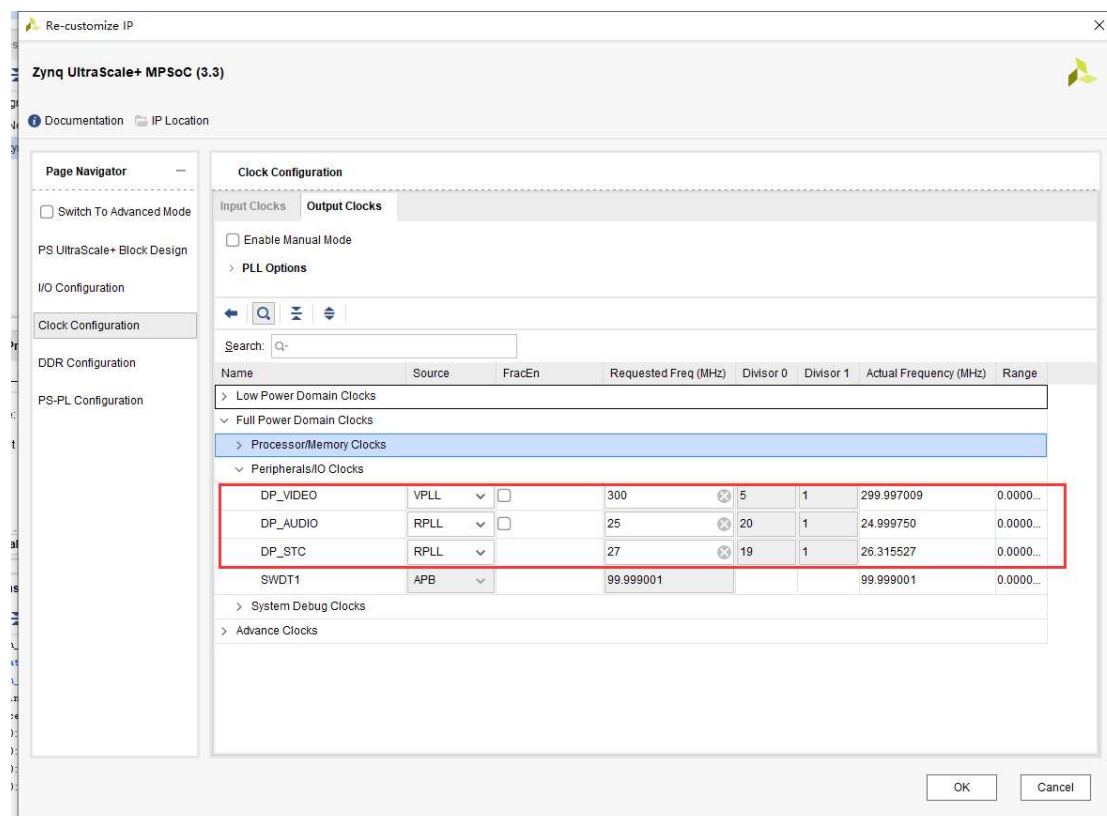 Re-customize IP
Zynq UltraScale+ MPSoC (3.3)
Documentation IP Location
Page Navigator
Switch To Advanced Mode
PS UltraScale+ Block Design
I/O Configuration
Clock Configuration
DDR Configuration
PS-PL Configuration
Clock Configuration
Input Clocks Output Clocks
Enable Manual Mode
PLL Options
Search:
Name Source FracEn Requested Freq (MHz) Divisor 0 Divisor 1 Actual Frequency (MHz) Range
Low Power Domain Clocks
Full Power Domain Clocks
Processor/Memory Clocks
Peripherals/IO Clocks
DP_VIDEO VPLL 300 5 1 299.997009 0.0000...
DP_AUDIO RPLL 25 20 1 24.999750 0.0000...
DP_STC RPLL 27 19 1 26.315527 0.0000...
SWDT1 APB 99.999001 99.999001 0.0000...
System Debug Clocks
Advance Clocks
OK Cancel